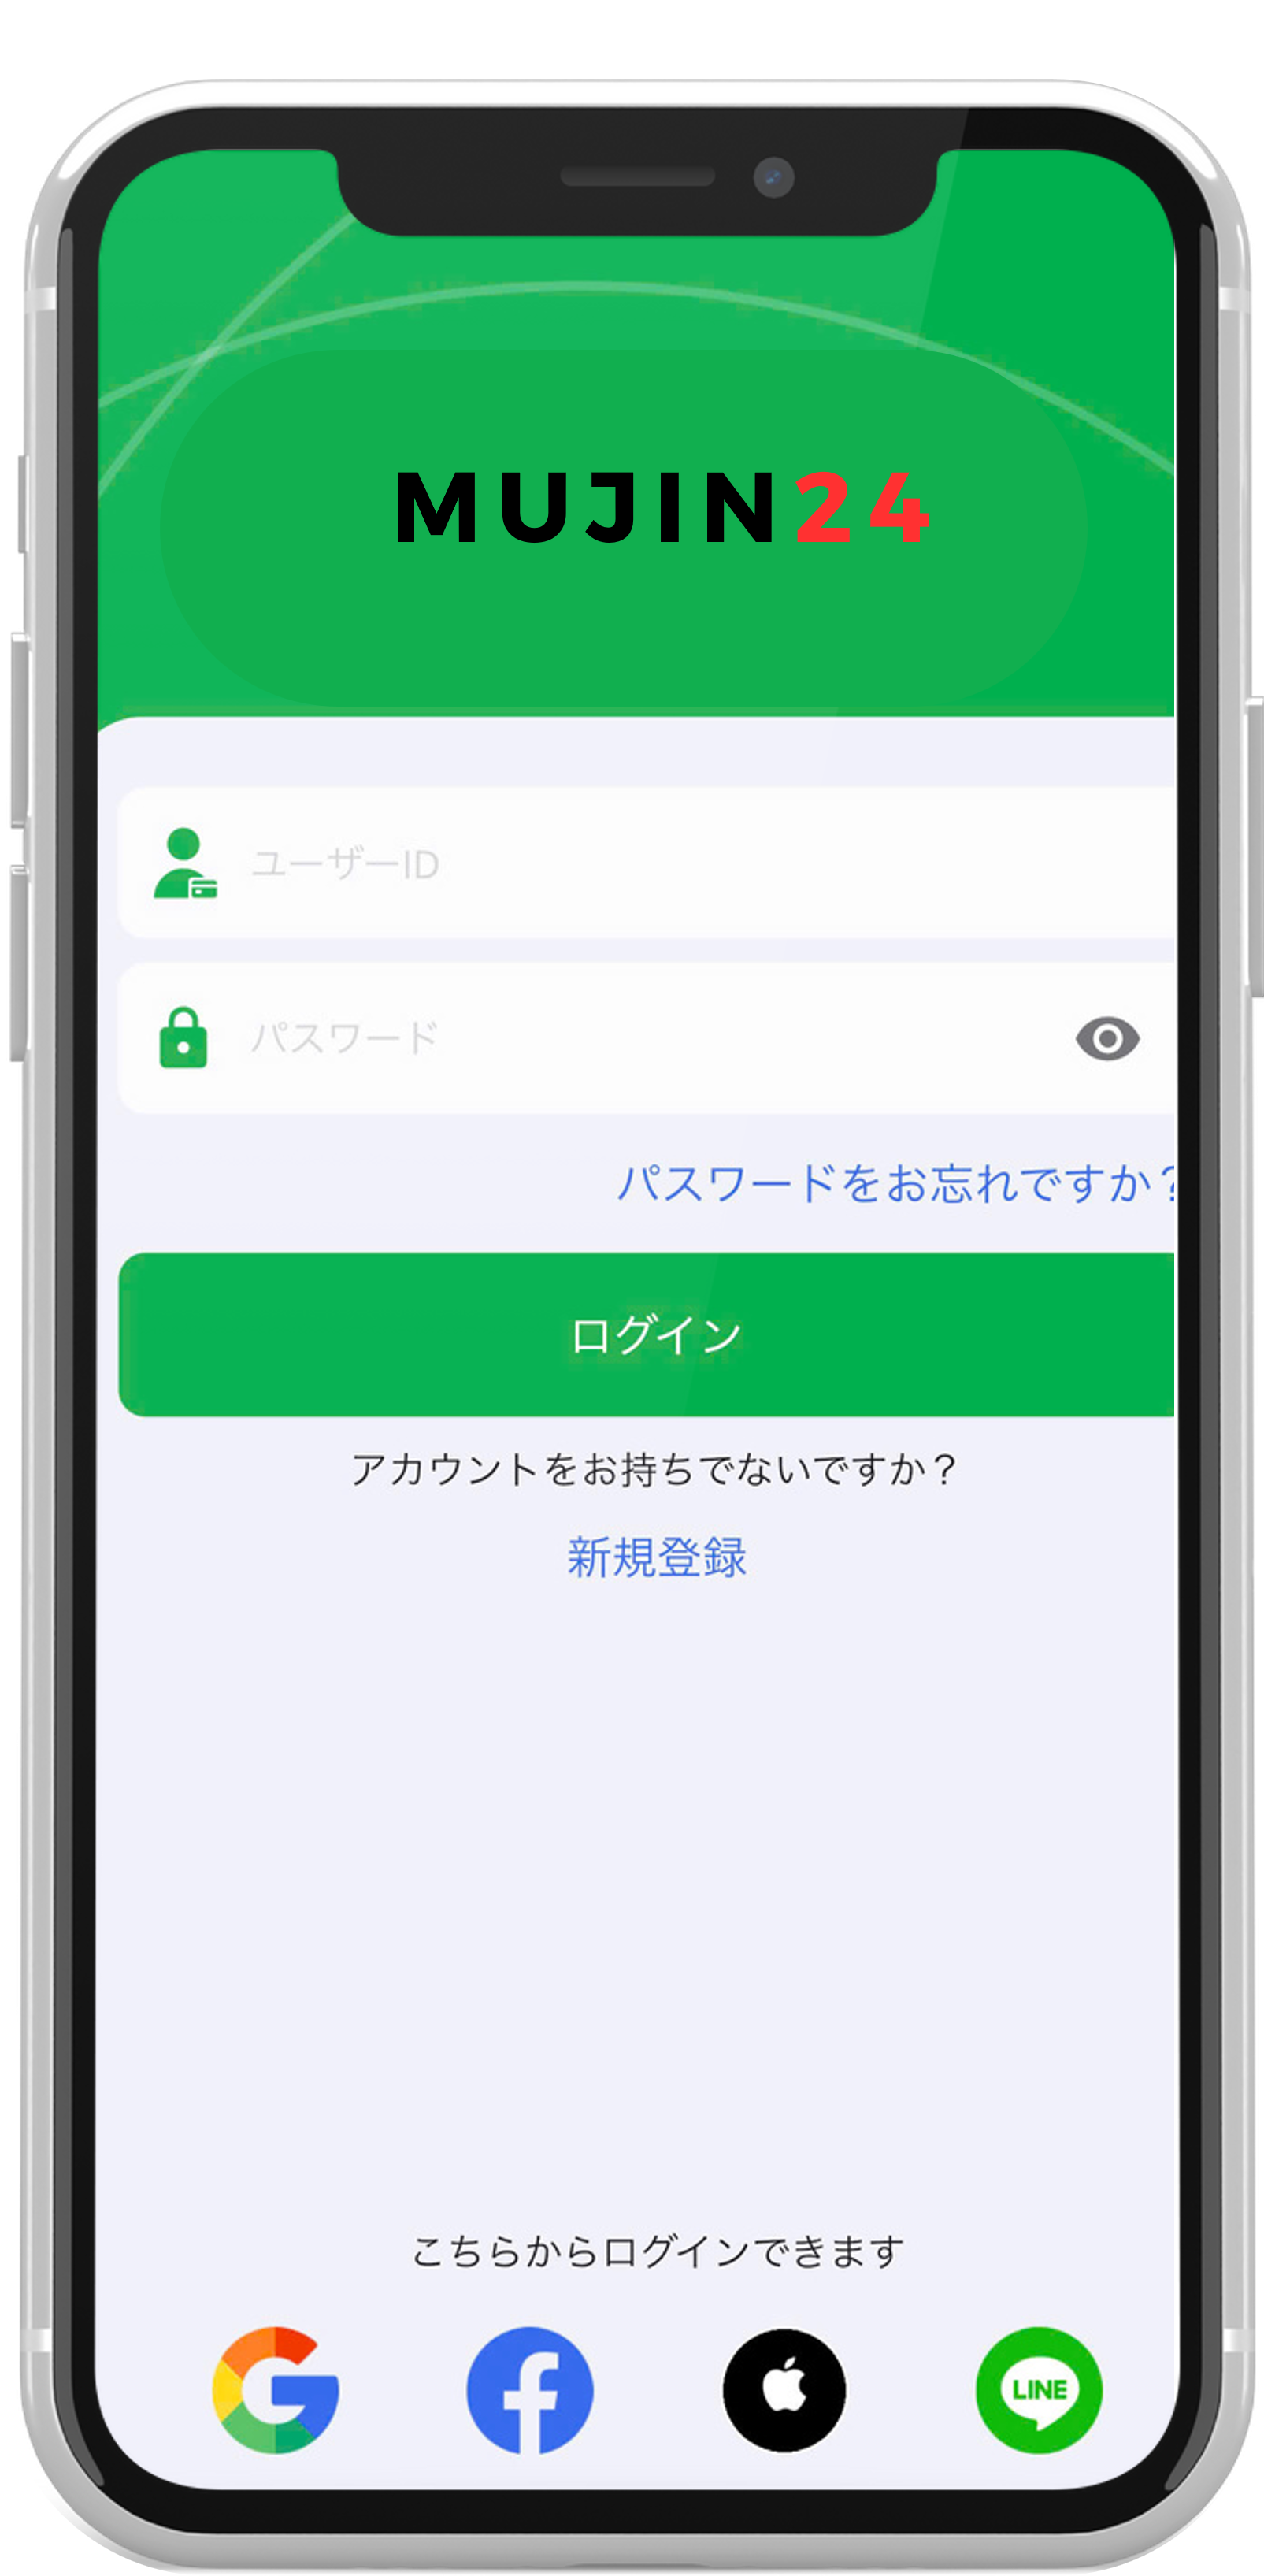 MUJIN24
ユーザーID
パスワード
パスワードをお忘れですか？
ログイン
アカウントをお持ちでないですか？
新規登録
こちらからログインできます
LINE